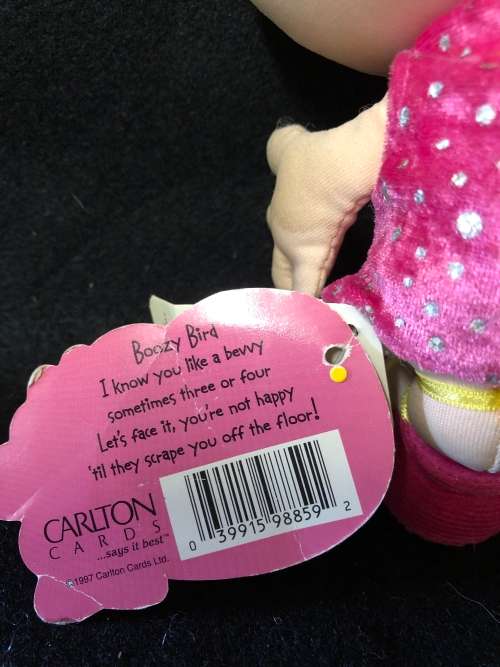 Boozy Bird
I know you like a bevvy
sometimes three or four
Let's face it, you're not happy
'til they scrape you off the floor!
CARLTON
CARDS
...says it best™
©1997 Carlton Cards Ltd.
0 39915 98859 2